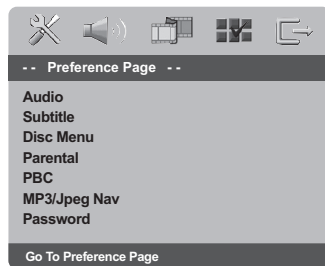 -- Preference Page --
Audio
Subtitle
Disc Menu
Parental
PBC
MP3/Jpeg Nav
Password
Go To Preference Page